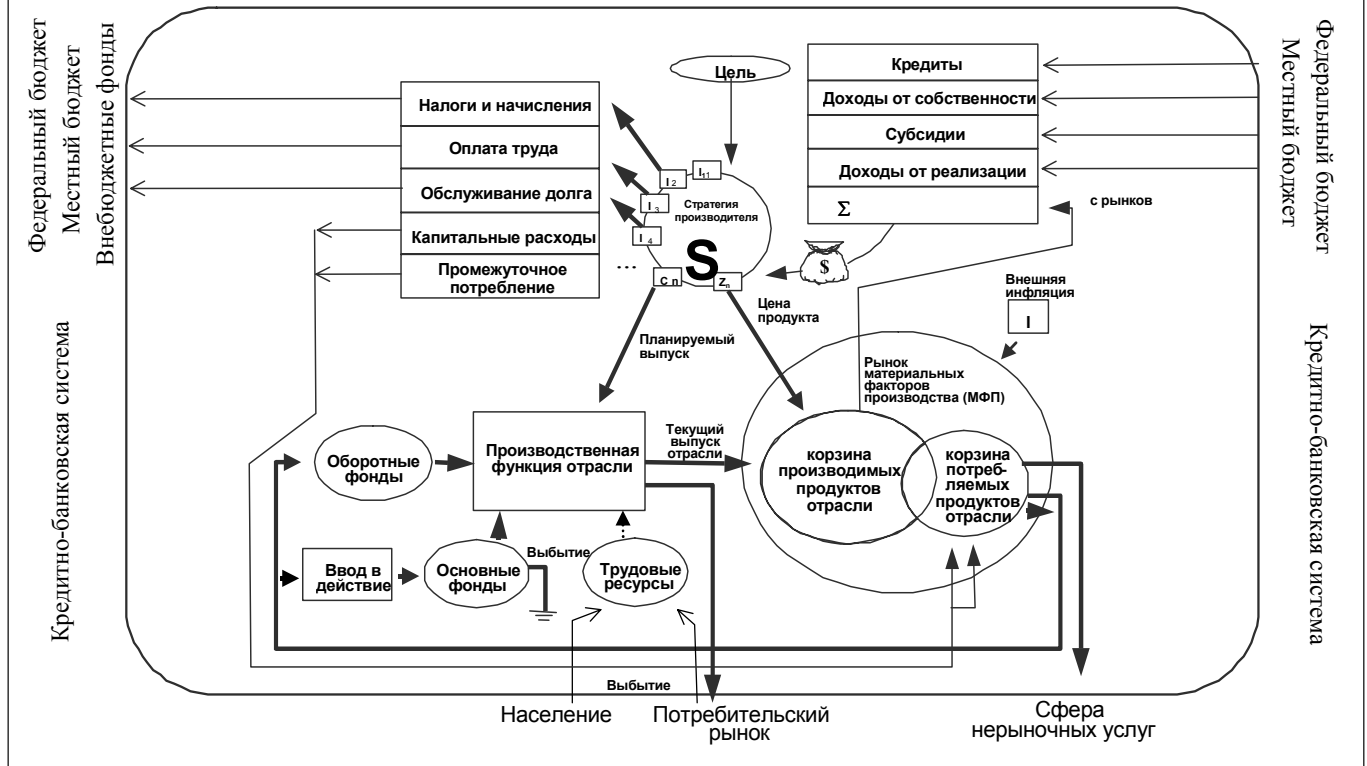 Федеральный бюджет
Местный бюджет
Внебюджетные фонды
Кредитно-банковская система
Налоги и начисления
Оплата труда
Обслуживание долга
Капитальные расходы
Промежуточное
потребление
Цель
I 2
I 11
I 3
I 4
Стратегия
производителя
S
...
C n
Z n
$
Кредиты
Доходы от собственности
Субсидии
Доходы от реализации
Σ
с рынков
Внешняя
инфляция
I
Цена
продукта
Планируемый
выпуск
Рынок
материальных
факторов
производства (МФП)
Оборотные
фонды
Производственная
функция отрасли
Текущий
выпуск
отрасли
корзина
производимых
продуктов
отрасли
корзина
потреб-
ляемых
продуктов
отрасли
Ввод в
действие
Основные
фонды
Выбытие
Трудовые
ресурсы
Выбытие
Население
Потребительский
рынок
Сфера
нерыночных услуг
Федеральный бюджет
Местный бюджет
Кредитно-банковская система